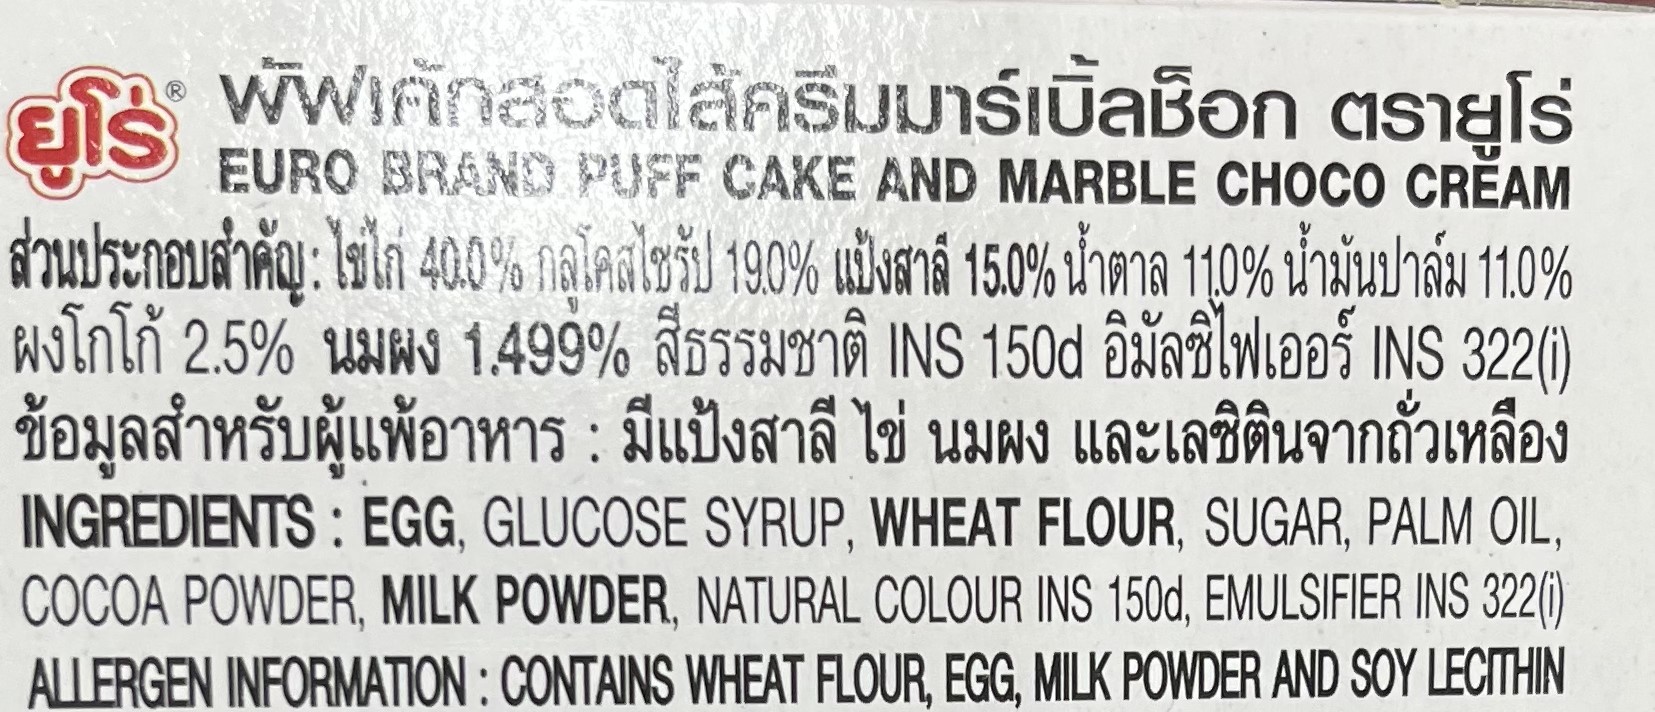 ยูโร่®
พัฟเค้กสอดไส้ครีมมาร์เบิ้ลช็อก ตรายูโร่
EURO BRAND PUFF CAKE AND MARBLE CHOCO CREAM
ส่วนประกอบสำคัญ : ไข่ไก่ 40.0% กลูโคสไซรัป 19.0% แป้งสาลี 15.0% น้ำตาล 11.0% น้ำมันปาล์ม 11.0%
ผงโกโก้ 2.5% นมผง 1.499% สีธรรมชาติ INS 150d อิมัลซิไฟเออร์ INS 322(i)
ข้อมูลสำหรับผู้แพ้อาหาร : มีแป้งสาลี ไข่ นมผง และเลซิตินจากถั่วเหลือง
INGREDIENTS : EGG, GLUCOSE SYRUP, WHEAT FLOUR, SUGAR, PALM OIL,
COCOA POWDER, MILK POWDER, NATURAL COLOUR INS 150d, EMULSIFIER INS 322(i)
ALLERGEN INFORMATION : CONTAINS WHEAT FLOUR, EGG, MILK POWDER AND SOY LECITHIN